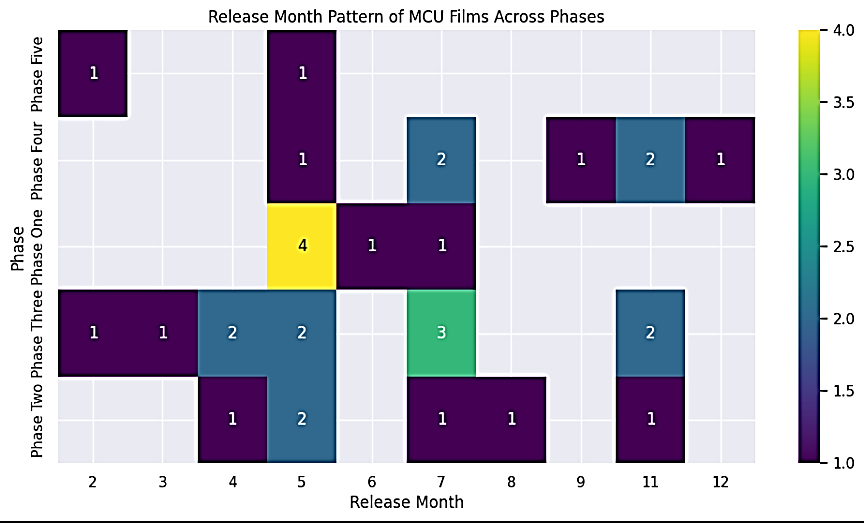 Release Month Pattern of MCU Films Across Phases
Phase Five 1 1
Phase Four 1 2 1 2 1
Phase One 4 1 1
Phase Three 1 1 2 2 3 2
Phase Two 1 2 1 1 1
Phase
2 3 4 5 6 7 8 9 11 12
Release Month
4.0
3.5
3.0
2.5
2.0
1.5
1.0